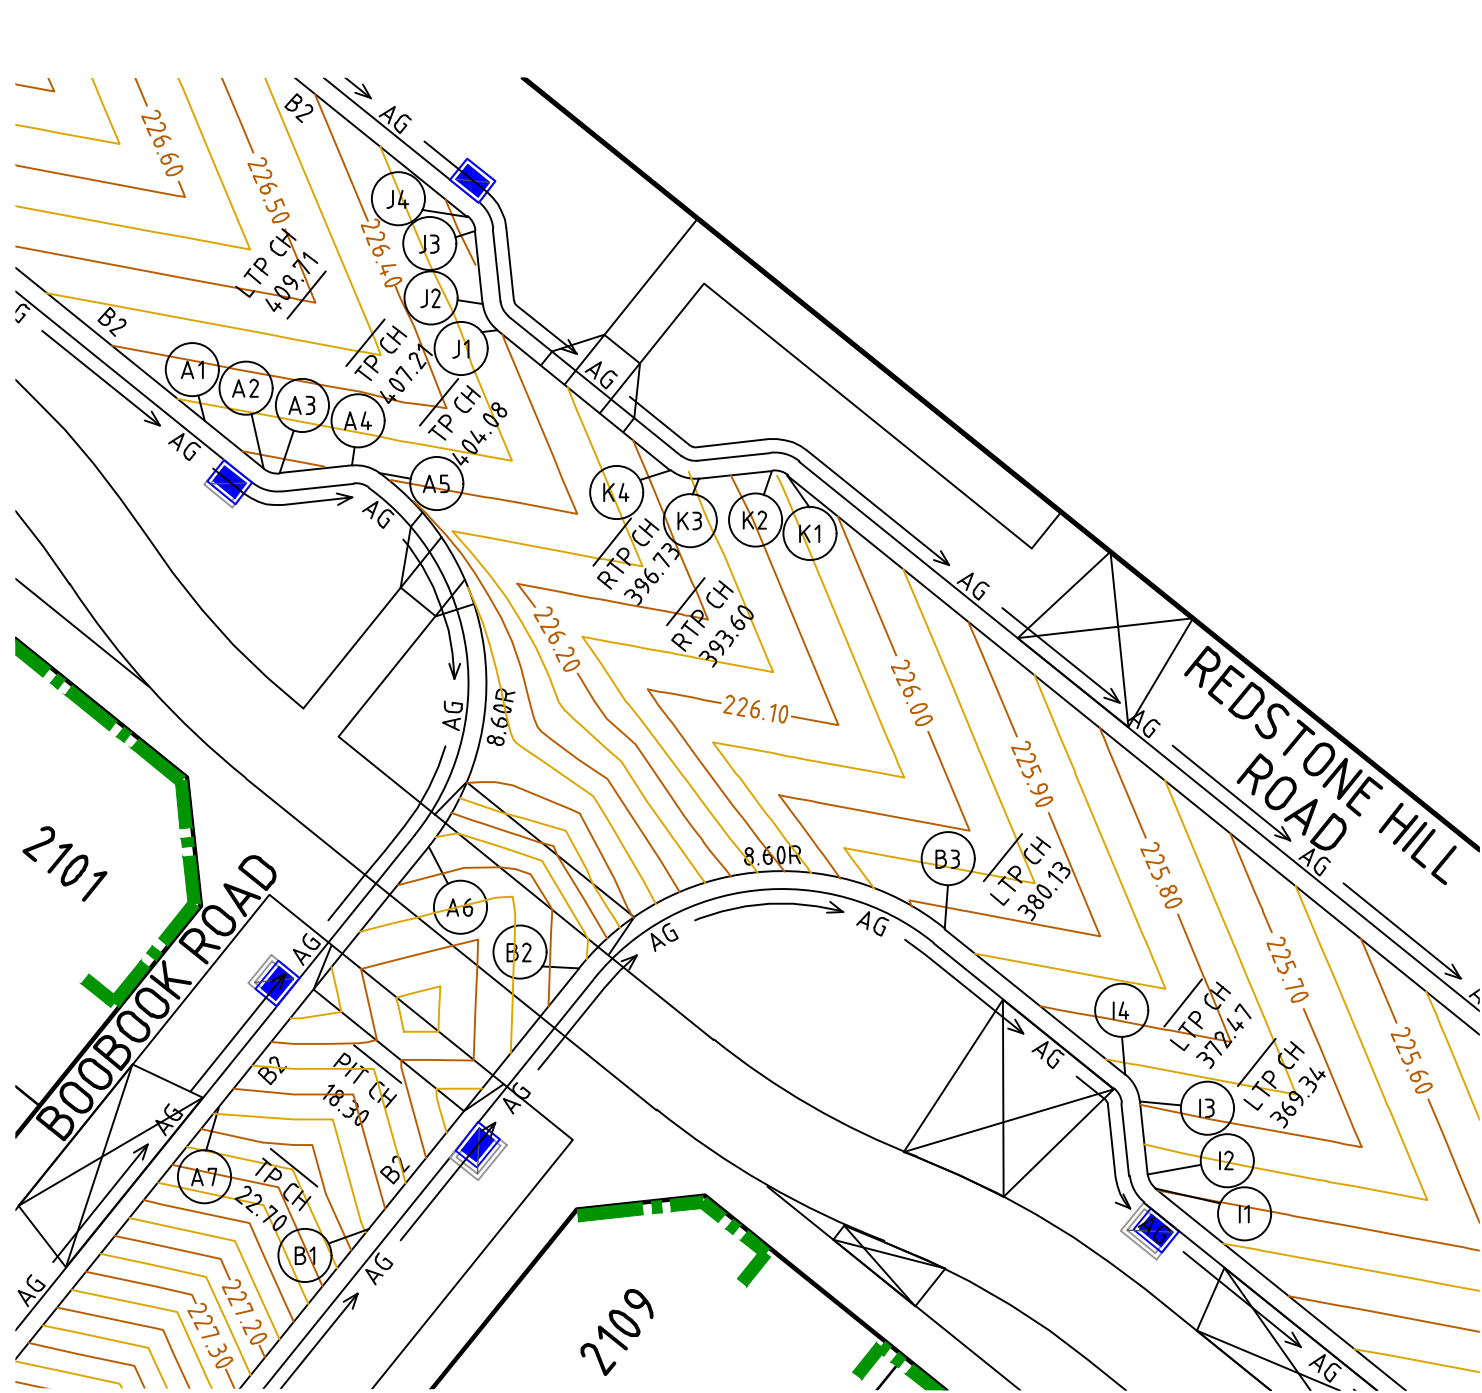 B2
AG
226.60
226.50
226.40
J4
J3
J2
J1
LTP CH
409.71
TP CH
407.21
TP CH
404.08
B2
G
A1
A2
A3
A4
A5
AG
AG
AG
K4
K3
K2
K1
RTP CH
396.73
RTP CH
393.60
AG
226.20
226.10
226.00
225.90
225.80
225.70
225.60
AG
8.60R
8.60R
AG
AG
REDSTONE HILL
ROAD
2101
BOOBOOK ROAD
B3
LTP CH
380.13
A6
B2
AG
AG
AG
A
I4
LTP CH
372.47
I3
LTP CH
369.34
I2
I1
AG
AG
B2
PIT CH
18.30
AG
AG
B2
A7
TP CH
22.70
B1
AG
AG
227.20
227.30
2109
AG